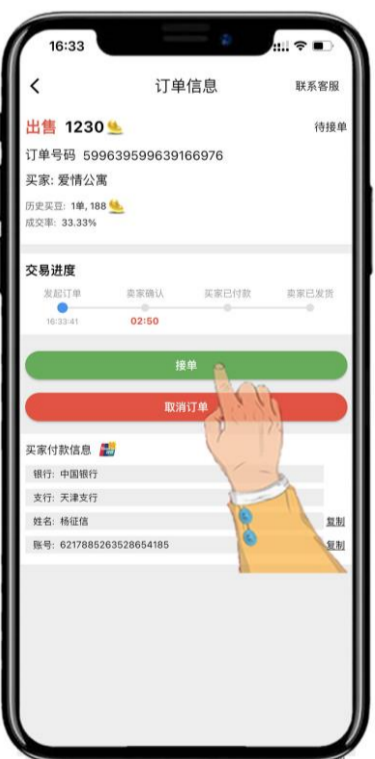 16:33
订单信息 联系客服
出售 1230 待接单
订单号码 599639599639166976
买家: 爱情公寓
历史买豆: 1单, 188
成交率: 33.33%
交易进度
发起订单 卖家确认 买家已付款 卖家已发货
16:33:41 02:50
接单
取消订单
买家付款信息
银行: 中国银行
支行: 天津支行
姓名: 杨征信 复制
账号: 6217885263528654185 复制